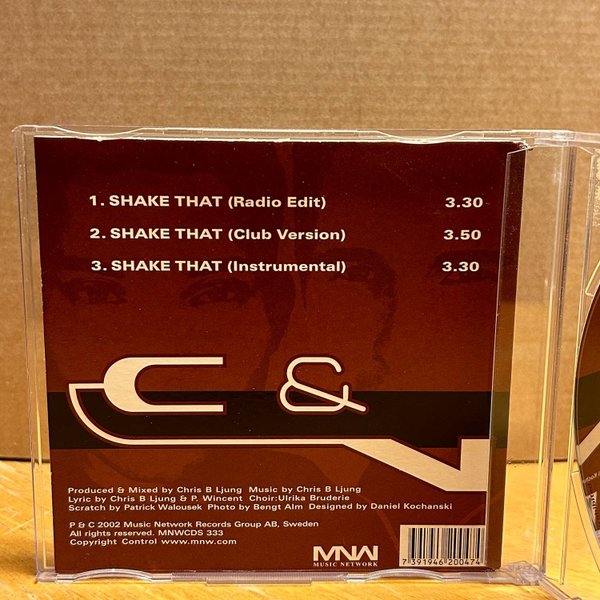 1. SHAKE THAT (Radio Edit) 3.30
2. SHAKE THAT (Club Version) 3.50
3. SHAKE THAT (Instrumental) 3.30
C & N
Produced & Mixed by Chris B Ljung Music by Chris B Ljung
Lyric by Chris B Ljung & P. Wincent Choir:Ulrika Bruderie
Scratch by Patrick Walousek Photo by Bengt Alm Designed by Daniel Kochanski
P & C 2002 Music Network Records Group AB, Sweden
All rights reserved. MNWCDS 333
Copyright Control www.mnw.com
MNW
MUSIC NETWORK
7 391946 200474